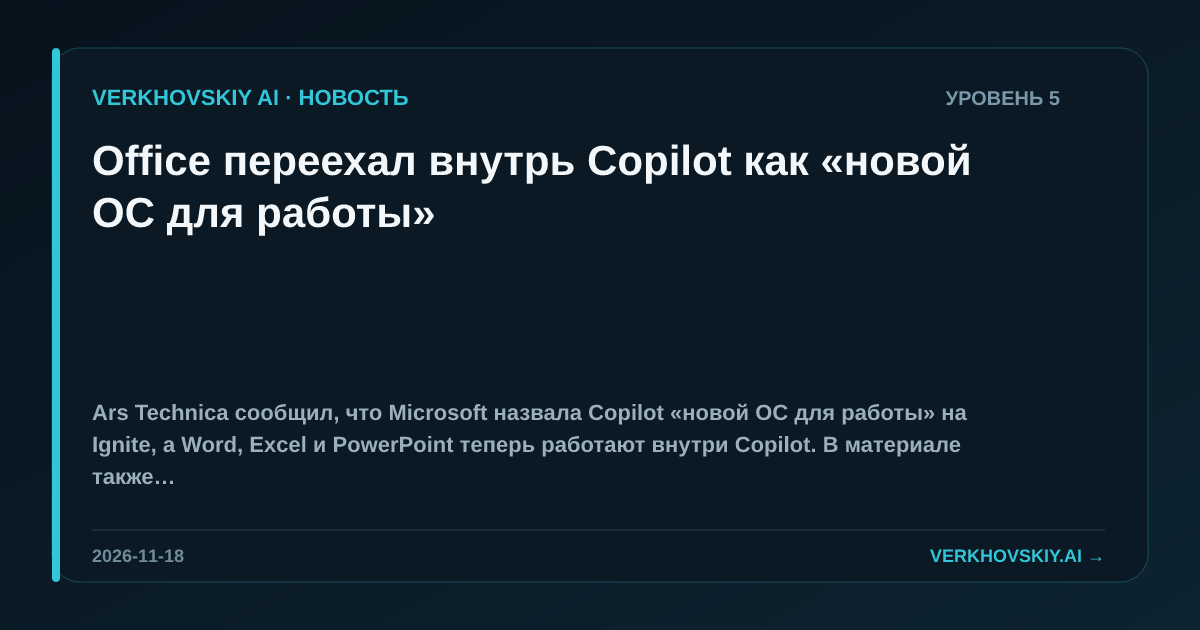 VERKHOVSKIY AI · НОВОСТЬ
УРОВЕНЬ 5
Office переехал внутрь Copilot как «новой
ОС для работы»
Ars Technica сообщил, что Microsoft назвала Copilot «новой ОС для работы» на
Ignite, а Word, Excel и PowerPoint теперь работают внутри Copilot. В материале
также…
2026-11-18
VERKHOVSKIY.AI →